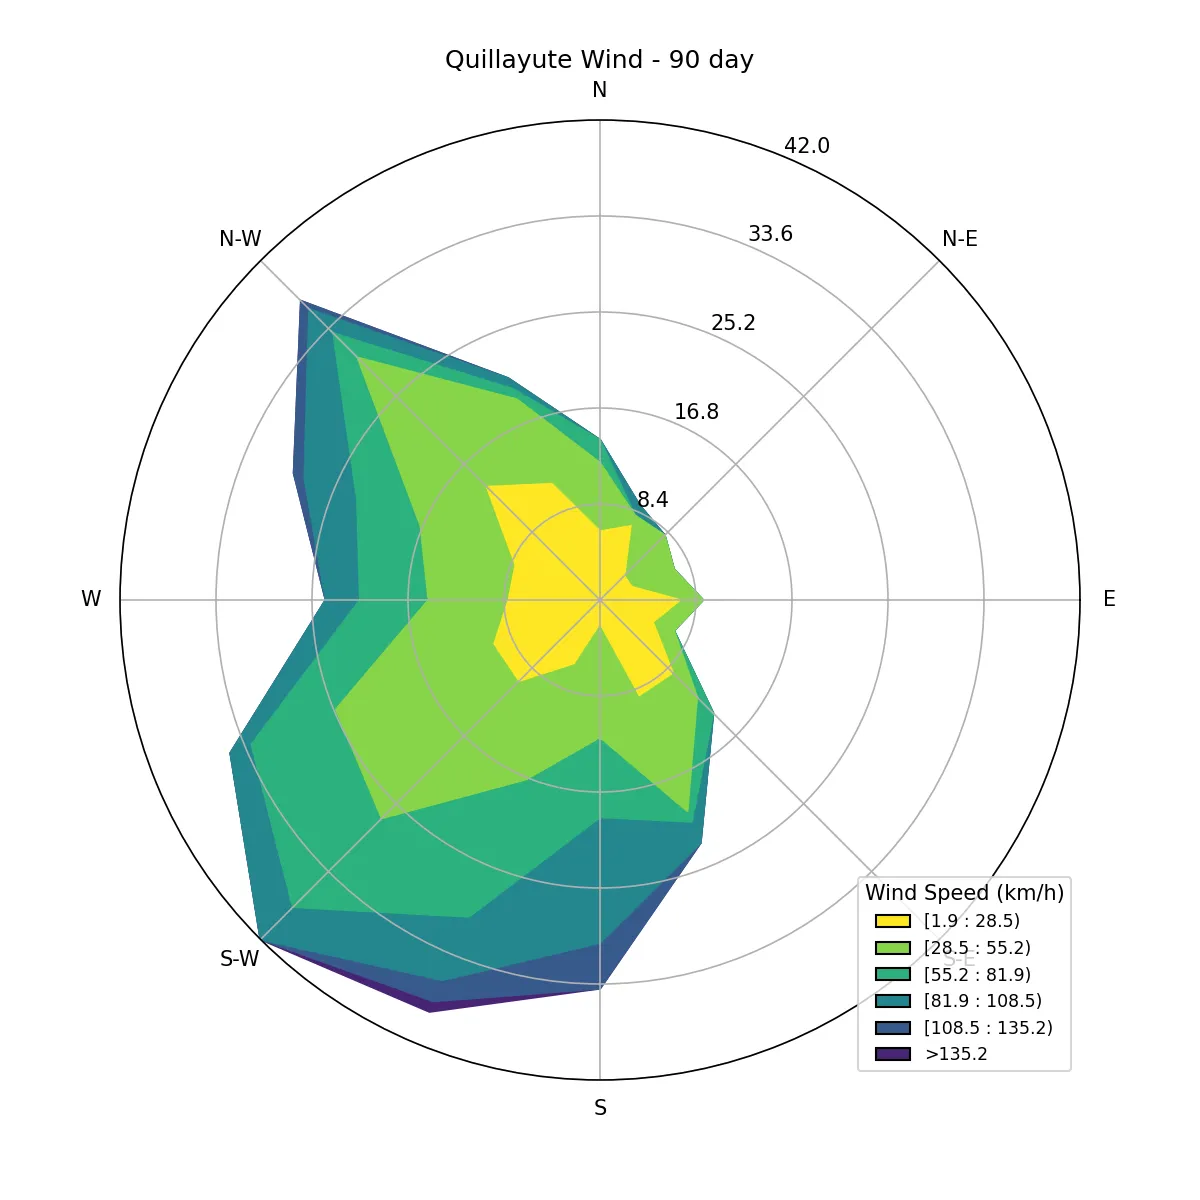 Quillayute Wind - 90 day
N
42.0
N-W
33.6
N-E
25.2
16.8
8.4
W
E
S-W
S-E
S
Wind Speed (km/h)
[1.9 : 28.5)
[28.5 : 55.2)
[55.2 : 81.9)
[81.9 : 108.5)
[108.5 : 135.2)
>135.2